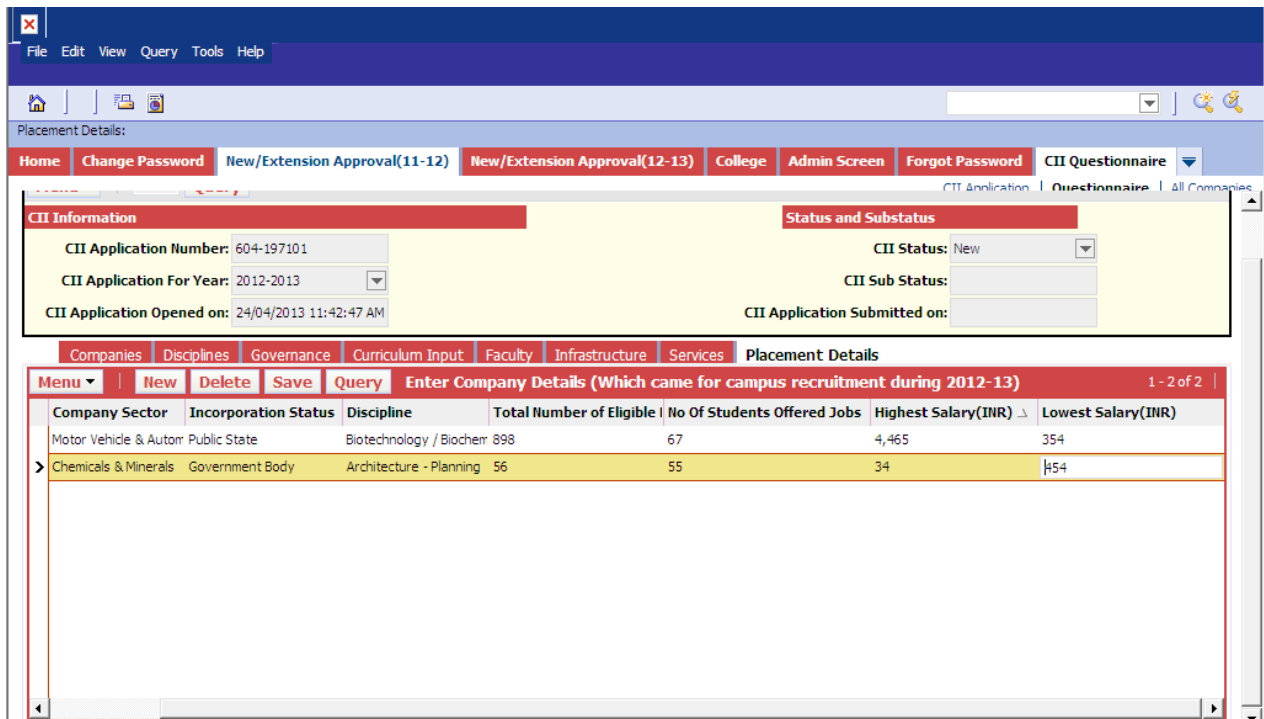 File Edit View Query Tools Help
Placement Details:
Home Change Password New/Extension Approval(11-12) New/Extension Approval(12-13) College Admin Screen Forgot Password CII Questionnaire
Menu Query CII Application | Questionnaire | All Companies
CII Information Status and Substatus
CII Application Number: 604-197101 CII Status: New
CII Application For Year: 2012-2013 CII Sub Status:
CII Application Opened on: 24/04/2013 11:42:47 AM CII Application Submitted on:
Companies Disciplines Governance Curriculum Input Faculty Infrastructure Services Placement Details
Menu New Delete Save Query Enter Company Details (Which came for campus recruitment during 2012-13) 1 - 2 of 2
Company Sector Incorporation Status Discipline Total Number of Eligible No Of Students Offered Jobs Highest Salary(INR) Lowest Salary(INR)
Motor Vehicle & Autom Public State Biotechnology / Biochem 898 67 4,465 354
Chemicals & Minerals Government Body Architecture - Planning 56 55 34 454